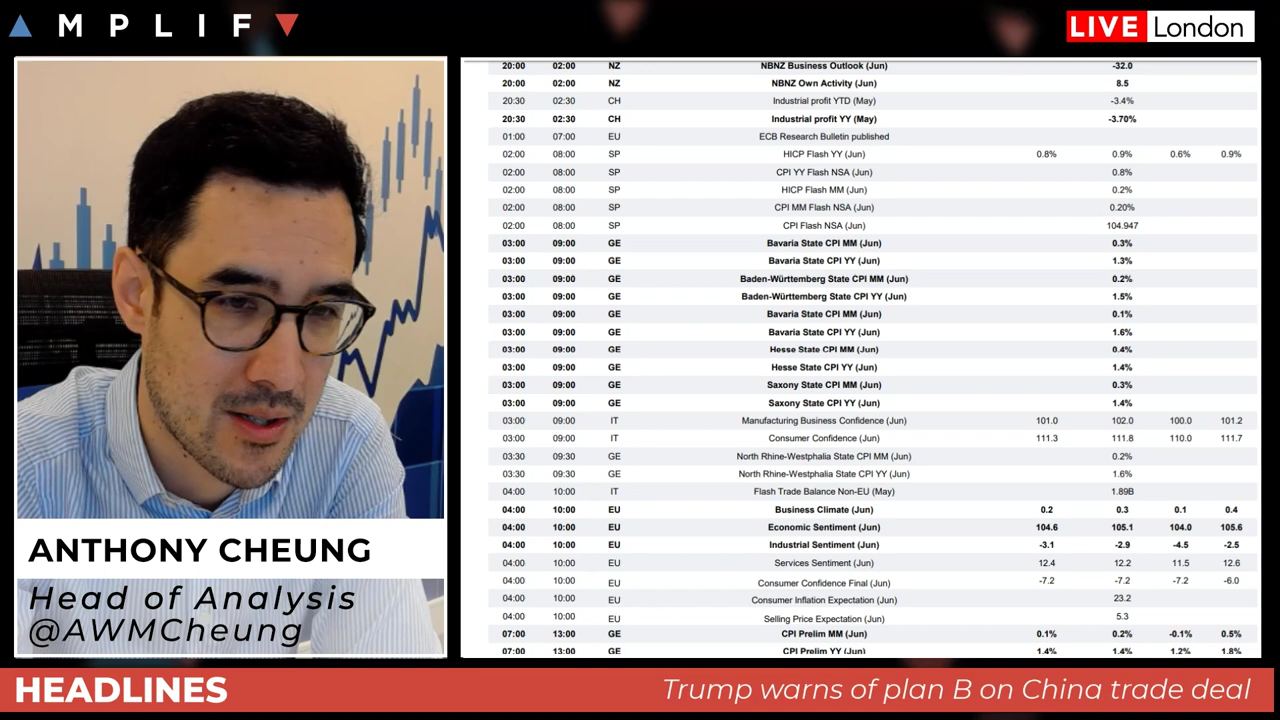 MPLIF
LIVE London
20:00 02:00 NZ NBNZ Business Outlook (Jun) -32.0
20:00 02:00 NZ NBNZ Own Activity (Jun) 8.5
20:30 02:30 CH Industrial profit YTD (May) -3.4%
20:30 02:30 CH Industrial profit YY (May) -3.70%
01:00 07:00 EU ECB Research Bulletin published
02:00 08:00 SP HICP Flash YY (Jun) 0.8% 0.9% 0.6% 0.9%
02:00 08:00 SP CPI YY Flash NSA (Jun) 0.8%
02:00 08:00 SP HICP Flash MM (Jun) 0.2%
02:00 08:00 SP CPI MM Flash NSA (Jun) 0.20%
02:00 08:00 SP CPI Flash NSA (Jun) 104.947
03:00 09:00 GE Bavaria State CPI MM (Jun) 0.3%
03:00 09:00 GE Bavaria State CPI YY (Jun) 1.3%
03:00 09:00 GE Baden-Württemberg State CPI MM (Jun) 0.2%
03:00 09:00 GE Baden-Württemberg State CPI YY (Jun) 1.5%
03:00 09:00 GE Bavaria State CPI MM (Jun) 0.1%
03:00 09:00 GE Bavaria State CPI YY (Jun) 1.6%
03:00 09:00 GE Hesse State CPI MM (Jun) 0.4%
03:00 09:00 GE Hesse State CPI YY (Jun) 1.4%
03:00 09:00 GE Saxony State CPI MM (Jun) 0.3%
03:00 09:00 GE Saxony State CPI YY (Jun) 1.4%
03:00 09:00 IT Manufacturing Business Confidence (Jun) 101.0 102.0 100.0 101.2
03:00 09:00 IT Consumer Confidence (Jun) 111.3 111.8 110.0 111.7
03:30 09:30 GE North Rhine-Westphalia State CPI MM (Jun) 0.2%
03:30 09:30 GE North Rhine-Westphalia State CPI YY (Jun) 1.6%
04:00 10:00 IT Flash Trade Balance Non-EU (May) 1.89B
04:00 10:00 EU Business Climate (Jun) 0.2 0.3 0.1 0.4
04:00 10:00 EU Economic Sentiment (Jun) 104.6 105.1 104.0 105.6
04:00 10:00 EU Industrial Sentiment (Jun) -3.1 -2.9 -4.5 -2.5
04:00 10:00 EU Services Sentiment (Jun) 12.4 12.2 11.5 12.6
04:00 10:00 EU Consumer Confidence Final (Jun) -7.2 -7.2 -7.2 -6.0
04:00 10:00 EU Consumer Inflation Expectation (Jun) 23.2
04:00 10:00 EU Selling Price Expectation (Jun) 5.3
07:00 13:00 GE CPI Prelim MM (Jun) 0.1% 0.2% -0.1% 0.5%
07:00 13:00 GE CPI Prelim YY (Jun) 1.4% 1.4% 1.2% 1.8%
ANTHONY CHEUNG
Head of Analysis
@AWMCheung
HEADLINES
Trump warns of plan B on China trade deal